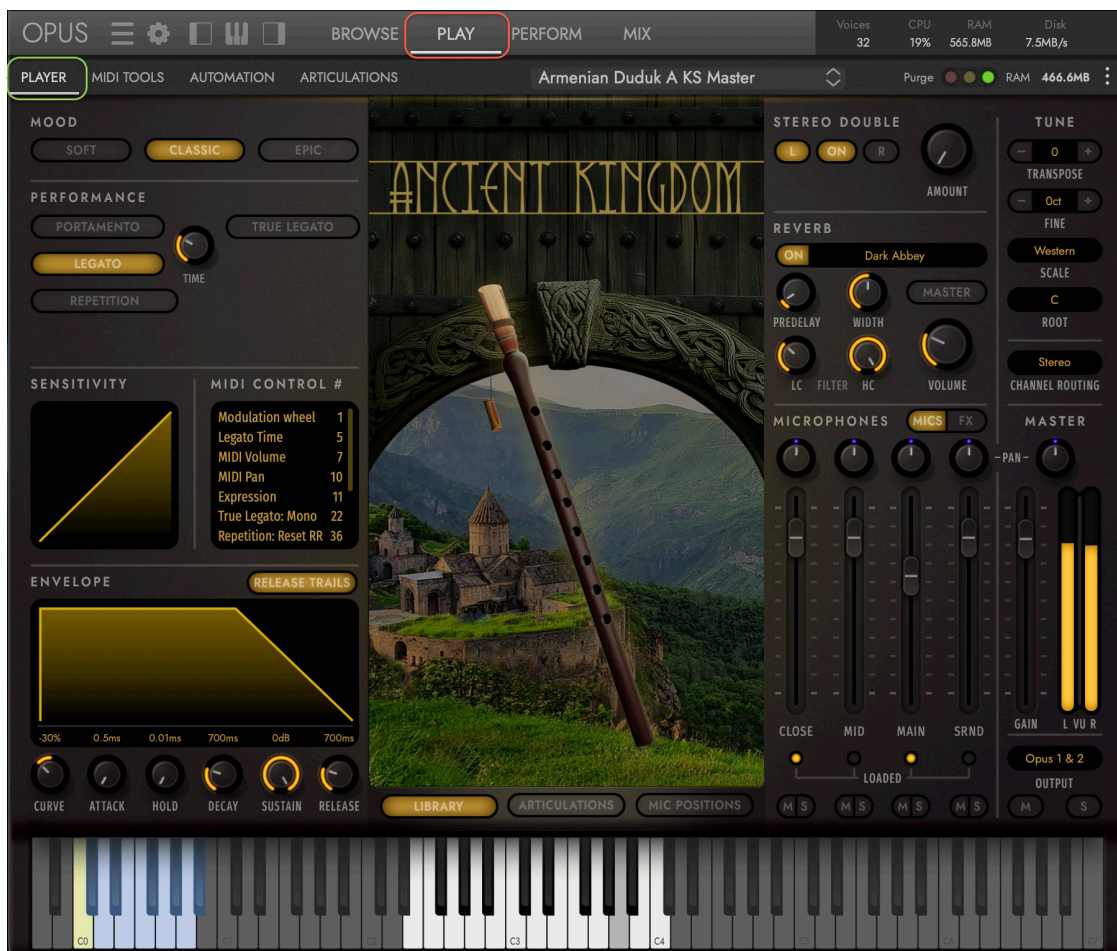 OPUS BROWSE PLAY PERFORM MIX Voices CPU RAM Disk
32 19% 565.8MB 7.5MB/s
PLAYER MIDI TOOLS AUTOMATION ARTICULATIONS Armenian Duduk A KS Master Purge RAM 466.6MB
MOOD
SOFT CLASSIC EPIC
PERFORMANCE
PORTAMENTO TRUE LEGATO
LEGATO
TIME
REPETITION
SENSITIVITY
MIDI CONTROL #
Modulation wheel 1
Legato Time 5
MIDI Volume 7
MIDI Pan 10
Expression 11
True Legato: Mono 22
Repetition: Reset RR 36
ENVELOPE RELEASE TRAILS
-30% 0.5ms 0.01ms 700ms 0dB 700ms
CURVE ATTACK HOLD DECAY SUSTAIN RELEASE
ANCIENT KINGDOM
LIBRARY ARTICULATIONS MIC POSITIONS
STEREO DOUBLE
L ON R
AMOUNT
REVERB
ON Dark Abbey
MASTER
PREDELAY WIDTH
LC FILTER HC VOLUME
MICROPHONES MICS FX
CLOSE MID MAIN SRND
LOADED
M S M S M S M S
TUNE
- 0 +
TRANSPOSE
- 0ct +
FINE
Western
SCALE
C
ROOT
Stereo
CHANNEL ROUTING
MASTER
- PAN -
GAIN L VU R
Opus 1 & 2
OUTPUT
M S
C0 C1 C2 C3 C4 C5 C6 C7